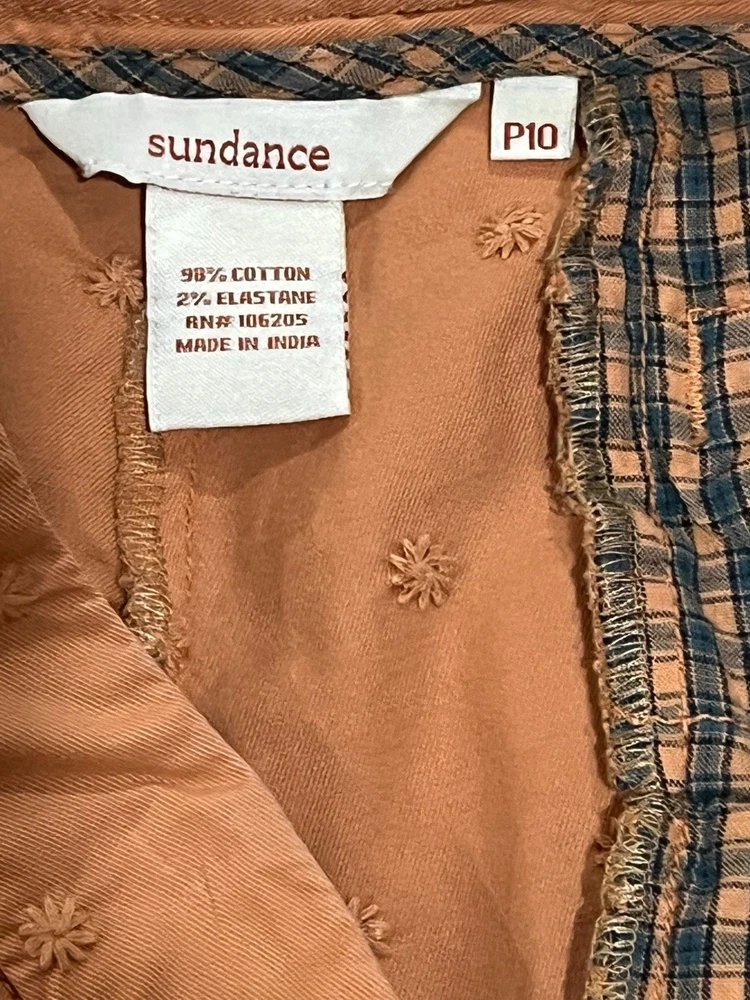 sundance
P10
98% COTTON
2% ELASTANE
RN# 106205
MADE IN INDIA